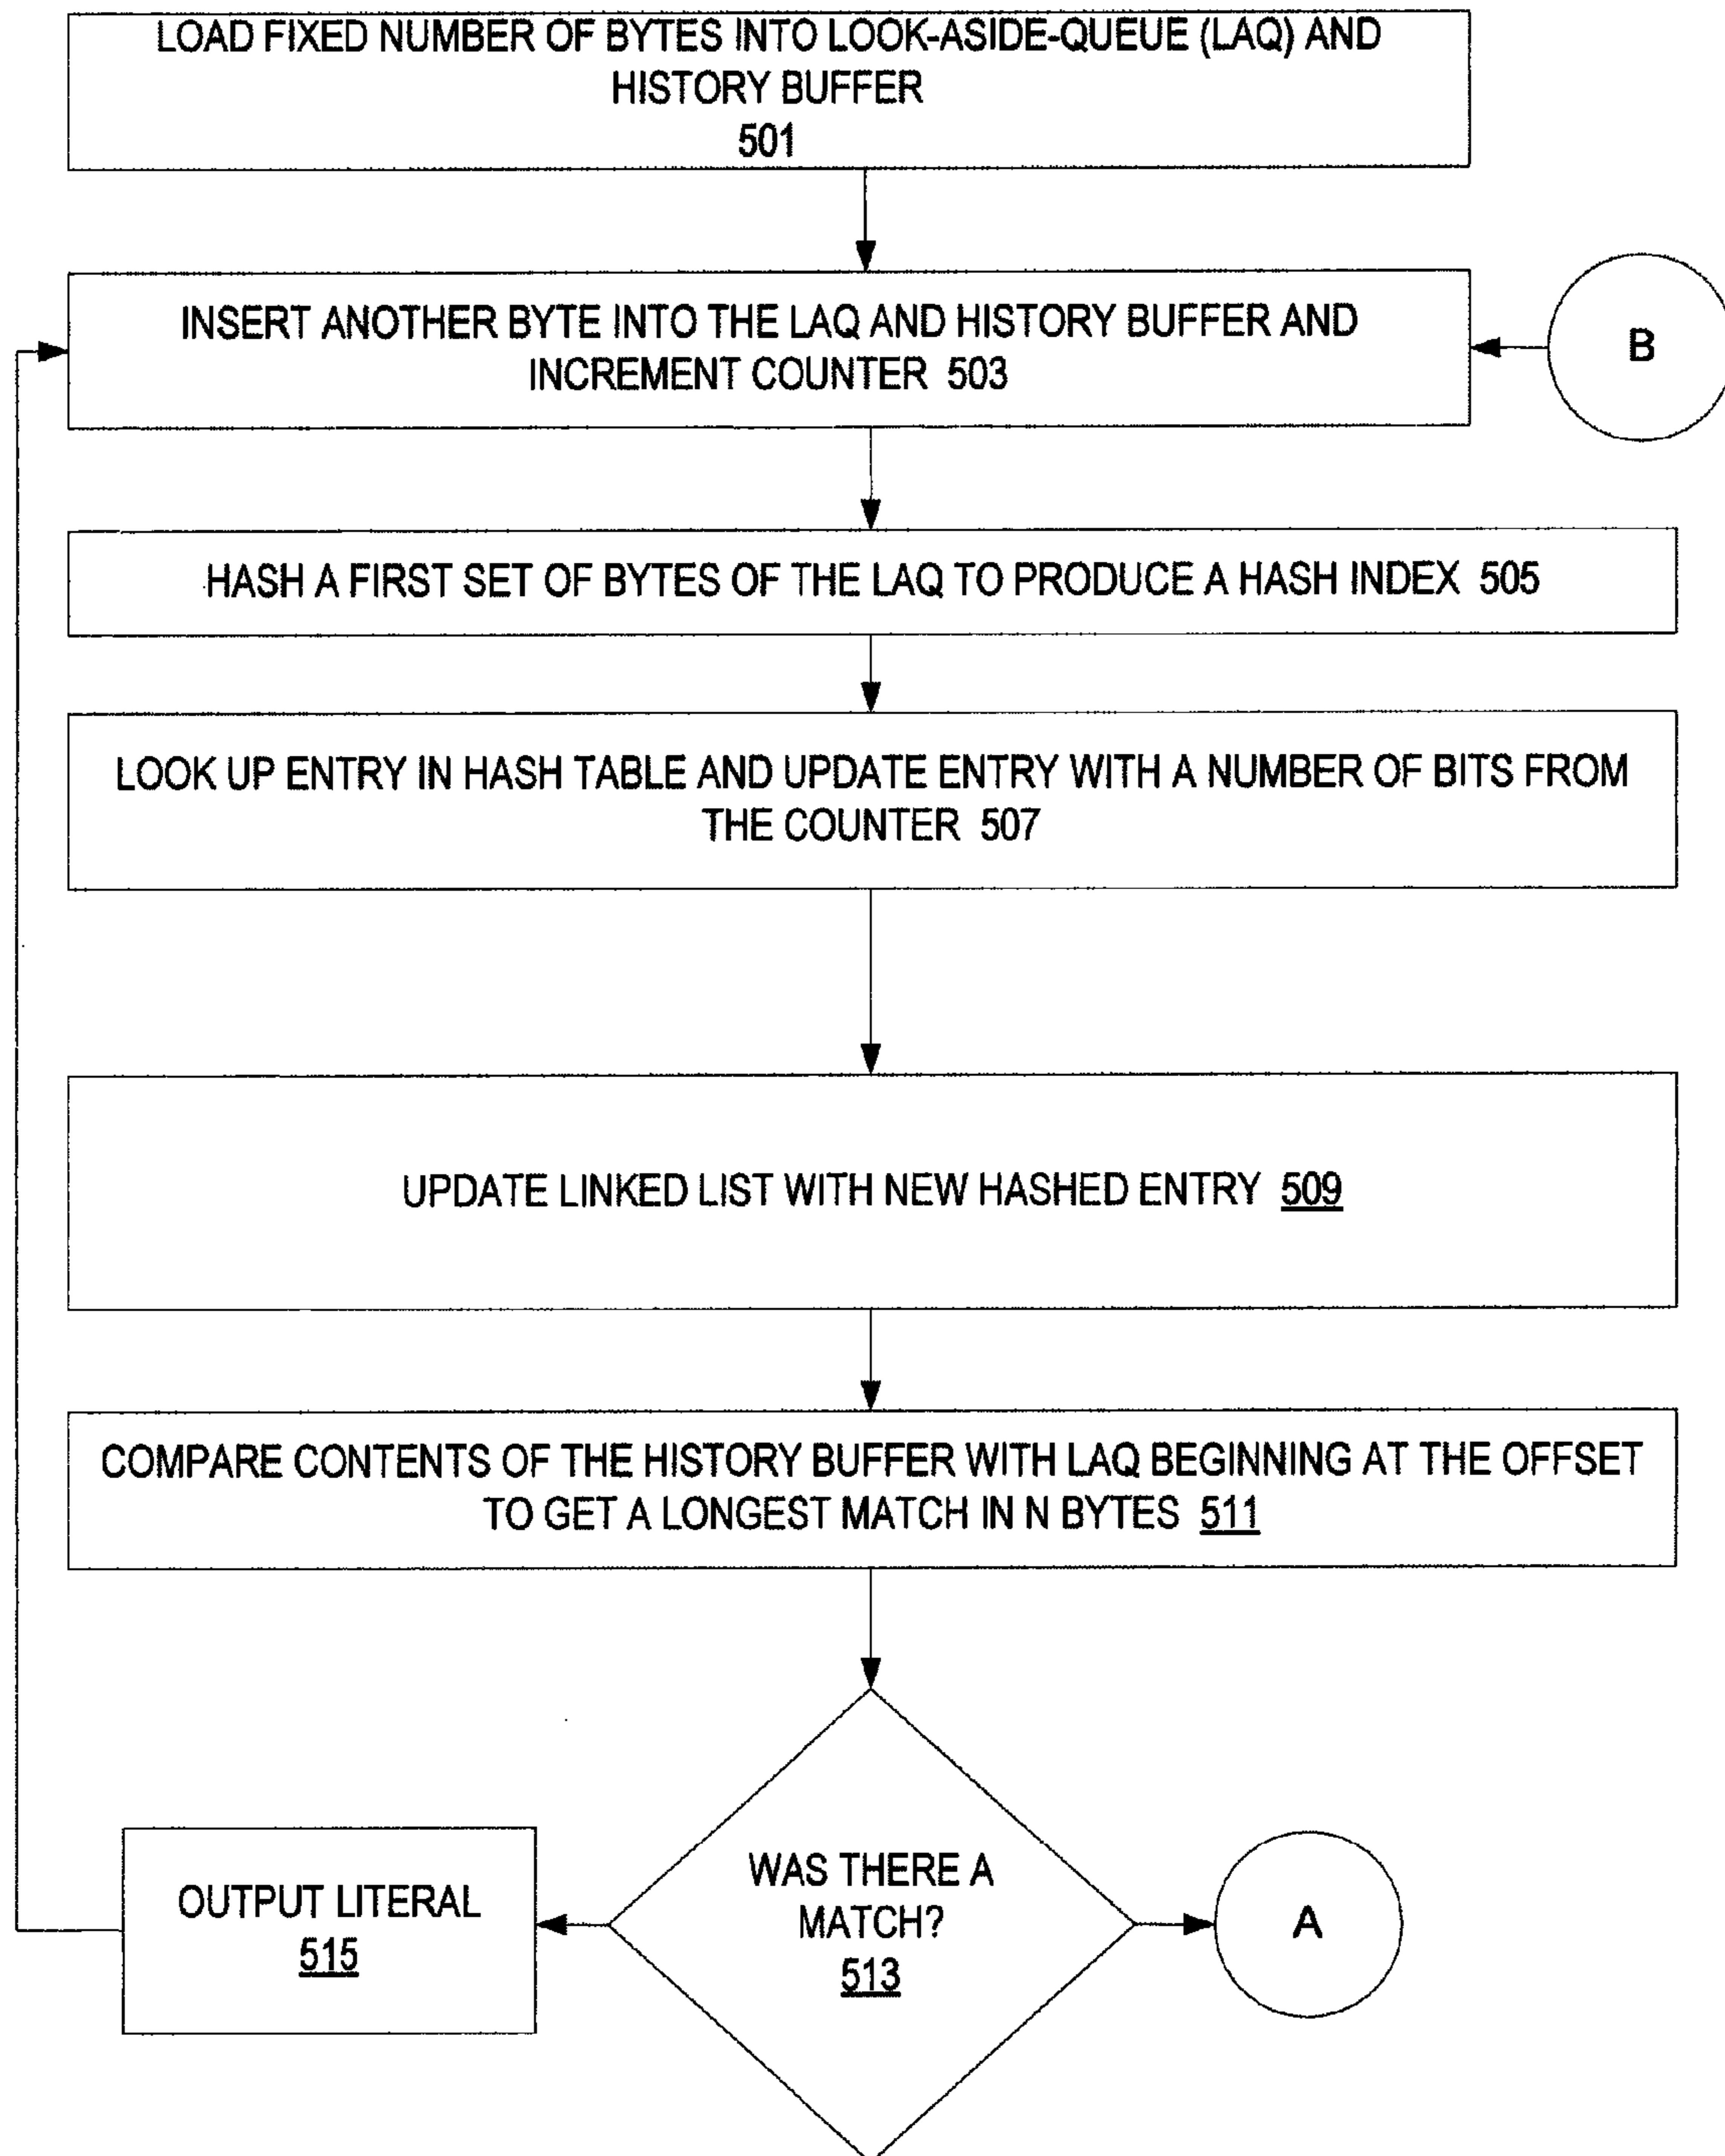 LOAD FIXED NUMBER OF BYTES INTO LOOK-ASIDE-QUEUE (LAQ) AND
HISTORY BUFFER
501
INSERT ANOTHER BYTE INTO THE LAQ AND HISTORY BUFFER AND
INCREMENT COUNTER 503
B
HASH A FIRST SET OF BYTES OF THE LAQ TO PRODUCE A HASH INDEX 505
LOOK UP ENTRY IN HASH TABLE AND UPDATE ENTRY WITH A NUMBER OF BITS FROM
THE COUNTER 507
UPDATE LINKED LIST WITH NEW HASHED ENTRY 509
COMPARE CONTENTS OF THE HISTORY BUFFER WITH LAQ BEGINNING AT THE OFFSET
TO GET A LONGEST MATCH IN N BYTES 511
OUTPUT LITERAL
515
WAS THERE A
MATCH?
513
A